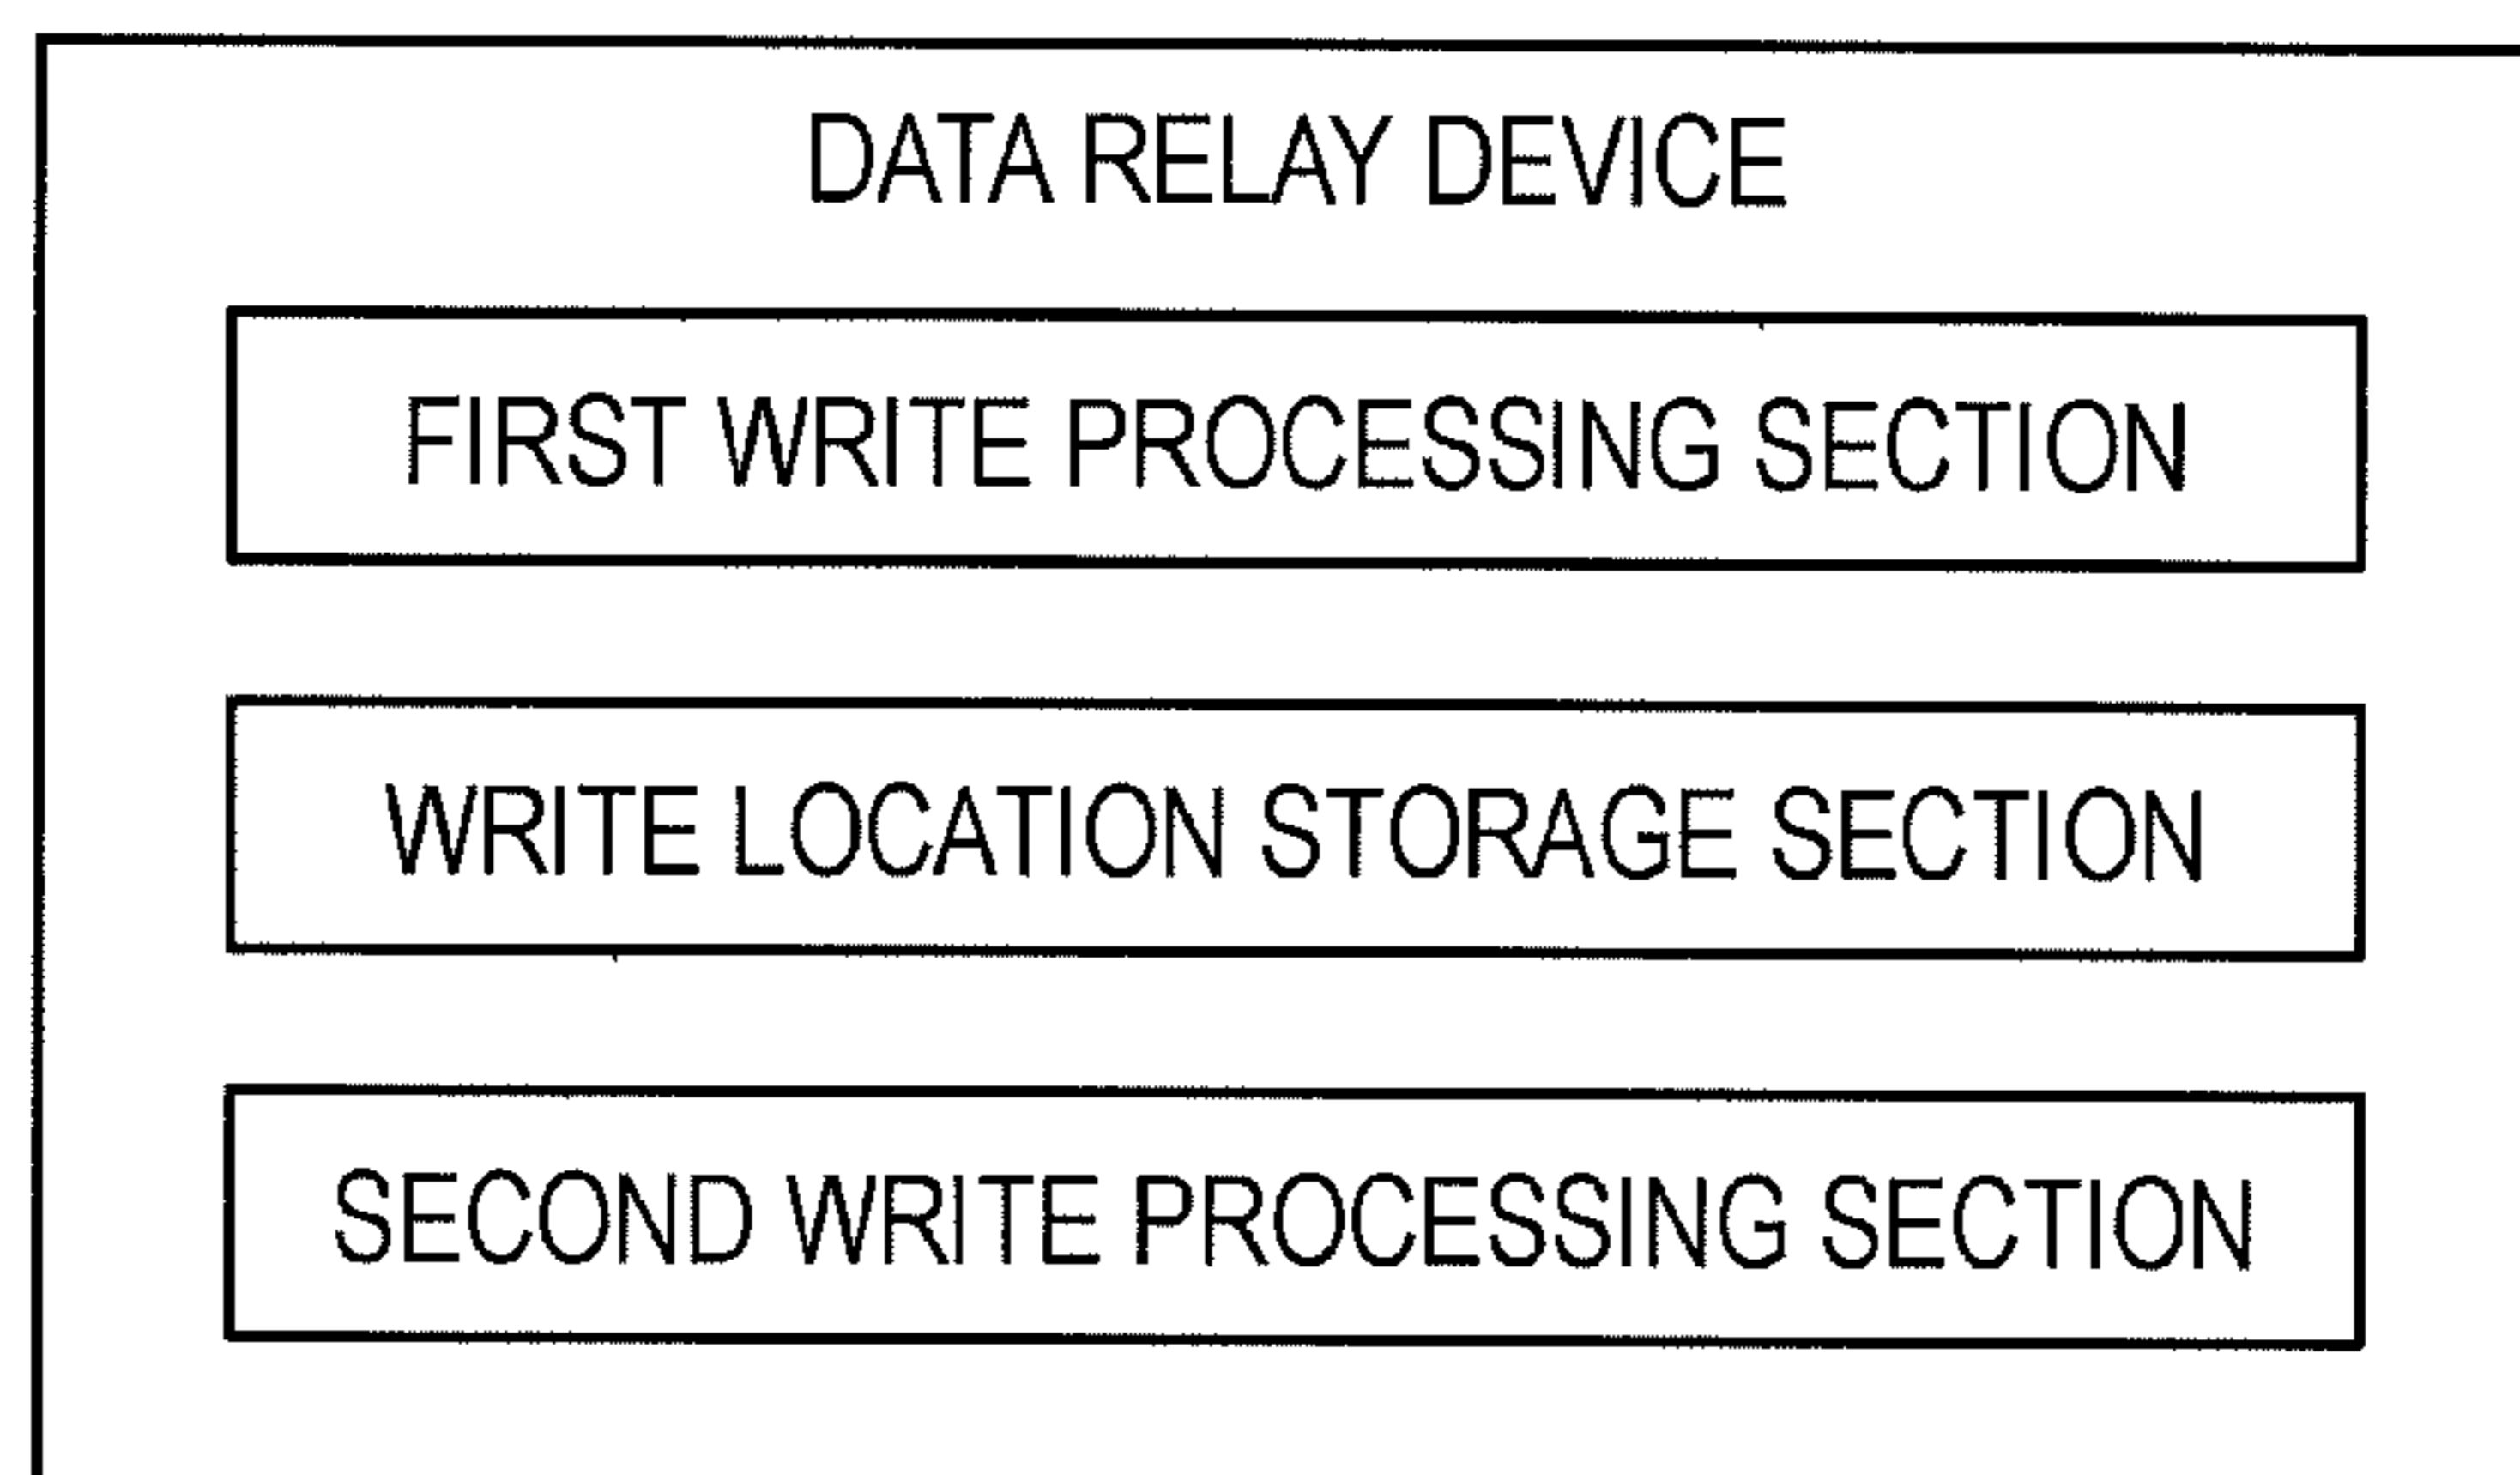 DATA RELAY DEVICE
FIRST WRITE PROCESSING SECTION
WRITE LOCATION STORAGE SECTION
SECOND WRITE PROCESSING SECTION